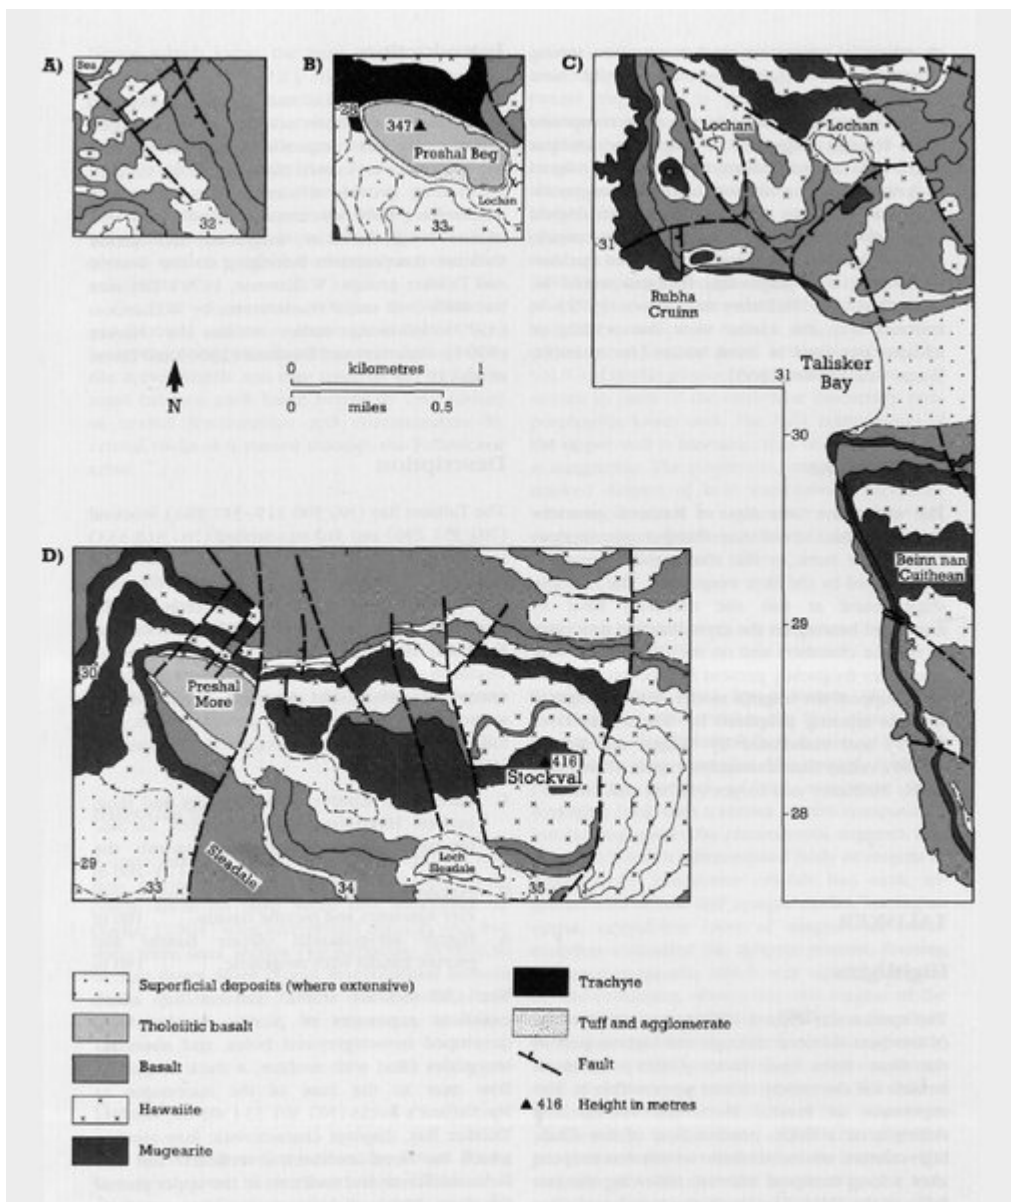 A)
Sea
32
B)
28
347
Preshal Beg
Lochan
33
C)
Lochan
Lochan
31
Rubha
Cruinn
Talisker
Bay
31
30
Beinn nan
Cuithean
29
28
0 kilometres 1
0 miles 0.5
N
D)
30
Preshal
More
416
Stockval
Sleadale
Loch
Sleadale
29
33
34
35
Superficial deposits (where extensive)
Tholeiitic basalt
Basalt
Hawaiite
Mugearite
Trachyte
Tuff and agglomerate
Fault
416 Height in metres